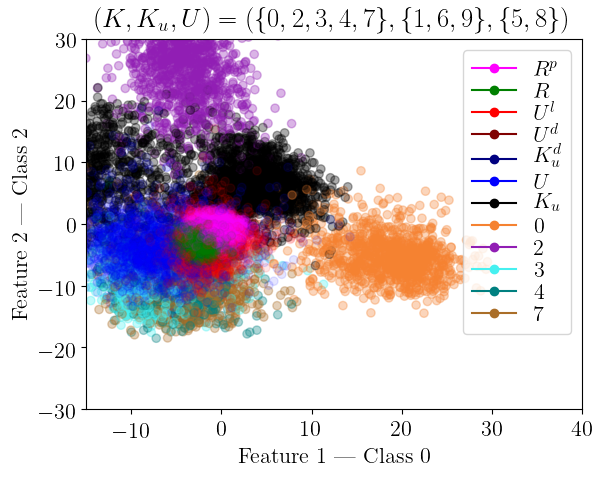 (K, K_u, U) = ({0, 2, 3, 4, 7}, {1, 6, 9}, {5, 8})
30
20
10
0
−10
−20
−30
Feature 2 — Class 2
R^p
R
U^l
U^d
K_u^d
U
K_u
0
2
3
4
7
−10
0
10
20
30
40
Feature 1 — Class 0